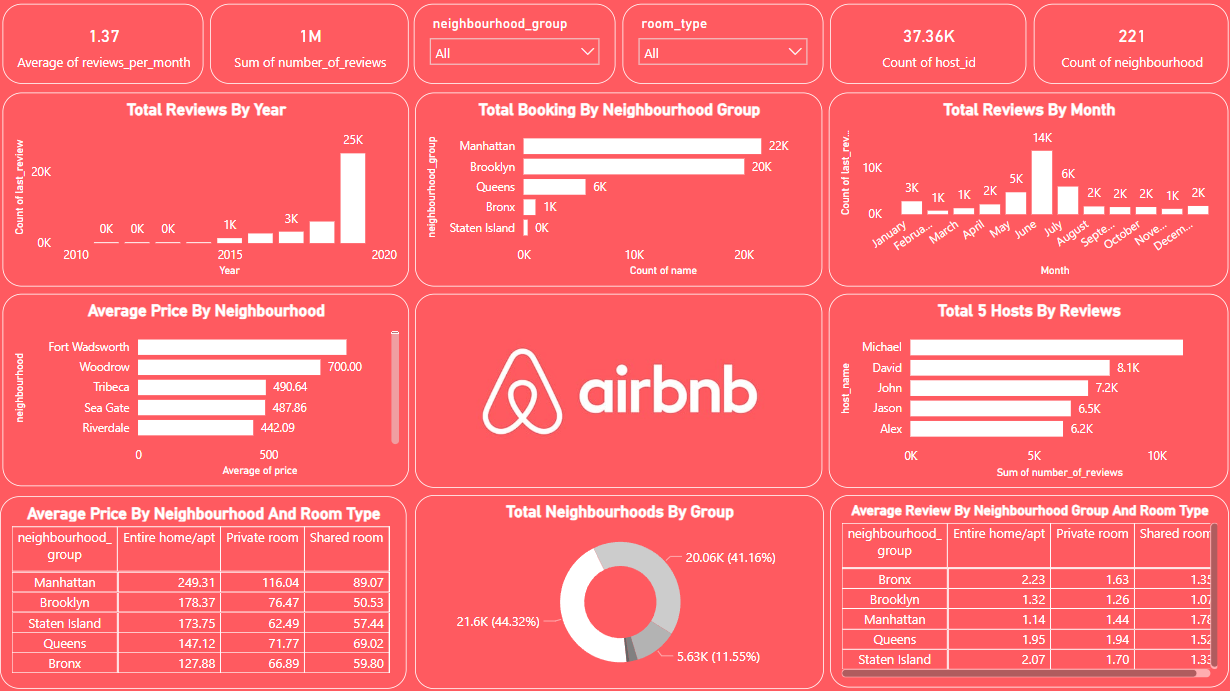 1.37
Average of reviews_per_month
1M
Sum of number_of_reviews
neighbourhood_group
All
room_type
All
37.36K
Count of host_id
221
Count of neighbourhood
Total Reviews By Year
Count of last_review
20K
0K
0K
0K
0K
1K
3K
25K
2010
2015
2020
Year
Total Booking By Neighbourhood Group
neighbourhood_group
Manhattan 22K
Brooklyn 20K
Queens 6K
Bronx 1K
Staten Island 0K
0K 10K 20K
Count of name
Total Reviews By Month
Count of last_rev...
10K
0K
3K
1K
1K
2K
5K
14K
6K
2K
2K
2K
1K
2K
January
Februa...
March
April
May
June
July
August
Septe...
October
Nove...
Decem...
Month
Average Price By Neighbourhood
neighbourhood
Fort Wadsworth
Woodrow 700.00
Tribeca 490.64
Sea Gate 487.86
Riverdale 442.09
0 500
Average of price
airbnb
Total 5 Hosts By Reviews
host_name
Michael
David 8.1K
John 7.2K
Jason 6.5K
Alex 6.2K
0K 5K 10K
Sum of number_of_reviews
Average Price By Neighbourhood And Room Type
neighbourhood_ Entire home/apt Private room Shared room
group
Manhattan 249.31 116.04 89.07
Brooklyn 178.37 76.47 50.53
Staten Island 173.75 62.49 57.44
Queens 147.12 71.77 69.02
Bronx 127.88 66.89 59.80
Total Neighbourhoods By Group
20.06K (41.16%)
21.6K (44.32%)
5.63K (11.55%)
Average Review By Neighbourhood Group And Room Type
neighbourhood_ Entire home/apt Private room Shared room
group
Bronx 2.23 1.63 1.35
Brooklyn 1.32 1.26 1.07
Manhattan 1.14 1.44 1.78
Queens 1.95 1.94 1.52
Staten Island 2.07 1.70 1.33